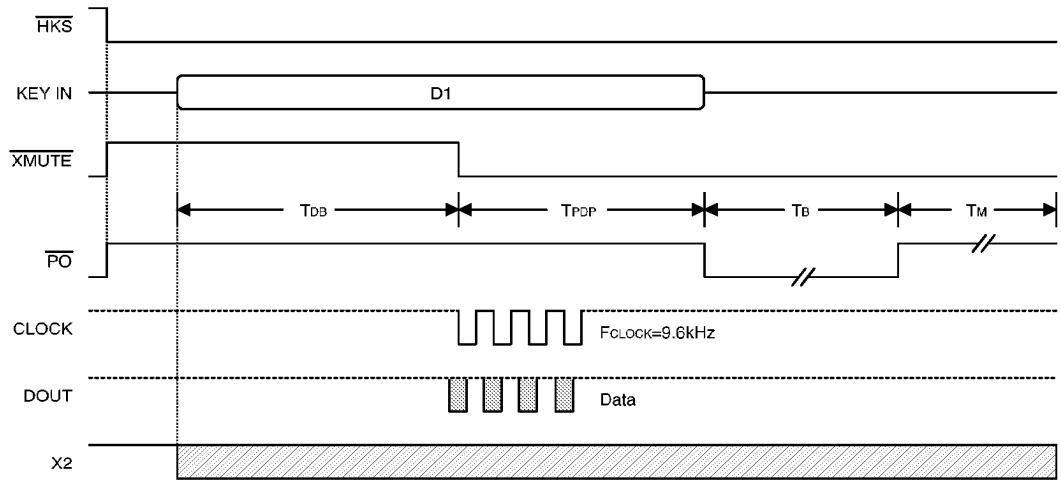 HKS
KEY IN
D1
XMUTE
TDB
TPDP
TB
TM
PO
CLOCK
FCLOCK=9.6kHz
DOUT
Data
X2